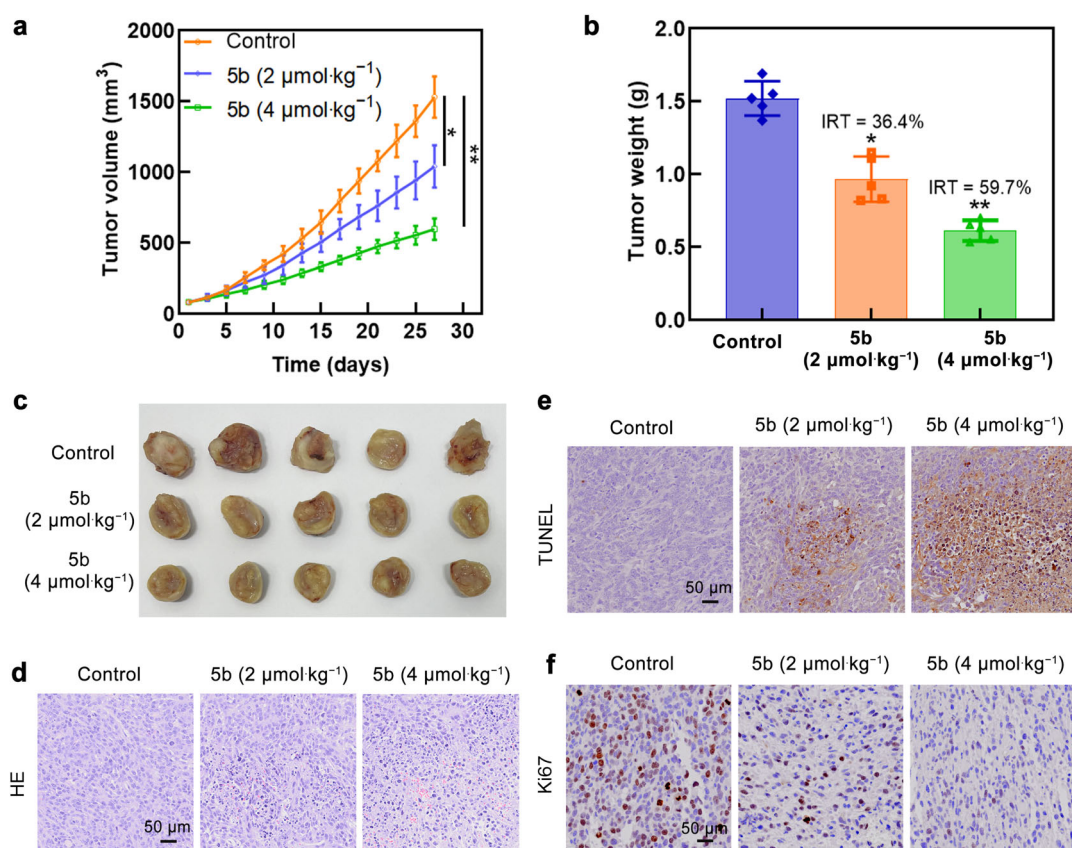 a
2000
1500
1000
500
0
Tumor volume (mm³)
Control
5b (2 μmol·kg⁻¹)
5b (4 μmol·kg⁻¹)
*
**
0 5 10 15 20 25 30
Time (days)
b
2.0
1.5
1.0
0.5
0.0
Tumor weight (g)
IRT = 36.4%
*
IRT = 59.7%
**
Control
5b
(2 μmol·kg⁻¹)
5b
(4 μmol·kg⁻¹)
c
Control
5b
(2 μmol·kg⁻¹)
5b
(4 μmol·kg⁻¹)
d
Control
5b (2 μmol·kg⁻¹)
5b (4 μmol·kg⁻¹)
HE
50 μm
e
Control
5b (2 μmol·kg⁻¹)
5b (4 μmol·kg⁻¹)
TUNEL
50 μm
f
Control
5b (2 μmol·kg⁻¹)
5b (4 μmol·kg⁻¹)
Ki67
50 μm